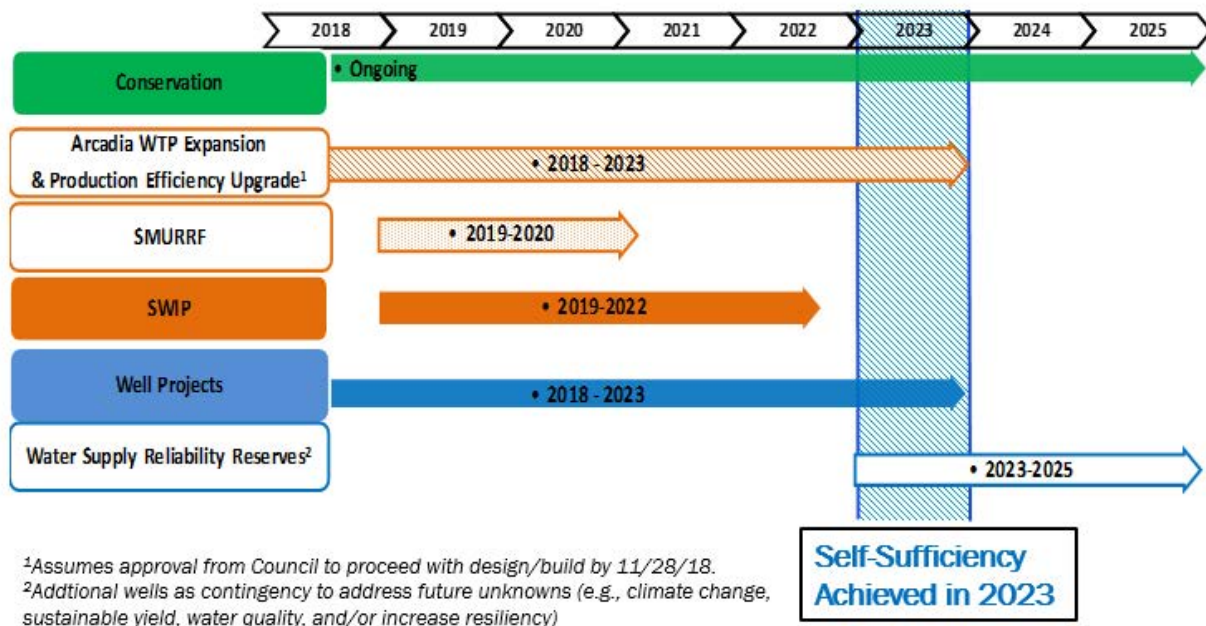 2018 2019 2020 2021 2022 2023 2024 2025
Conservation
• Ongoing
Arcadia WTP Expansion
& Production Efficiency Upgrade¹
• 2018 - 2023
SMURRF
• 2019-2020
SWIP
• 2019-2022
Well Projects
• 2018 - 2023
Water Supply Reliability Reserves²
• 2023-2025
¹Assumes approval from Council to proceed with design/build by 11/28/18.
²Addtional wells as contingency to address future unknowns (e.g., climate change,
sustainable yield, water quality, and/or increase resiliency)
Self-Sufficiency
Achieved in 2023